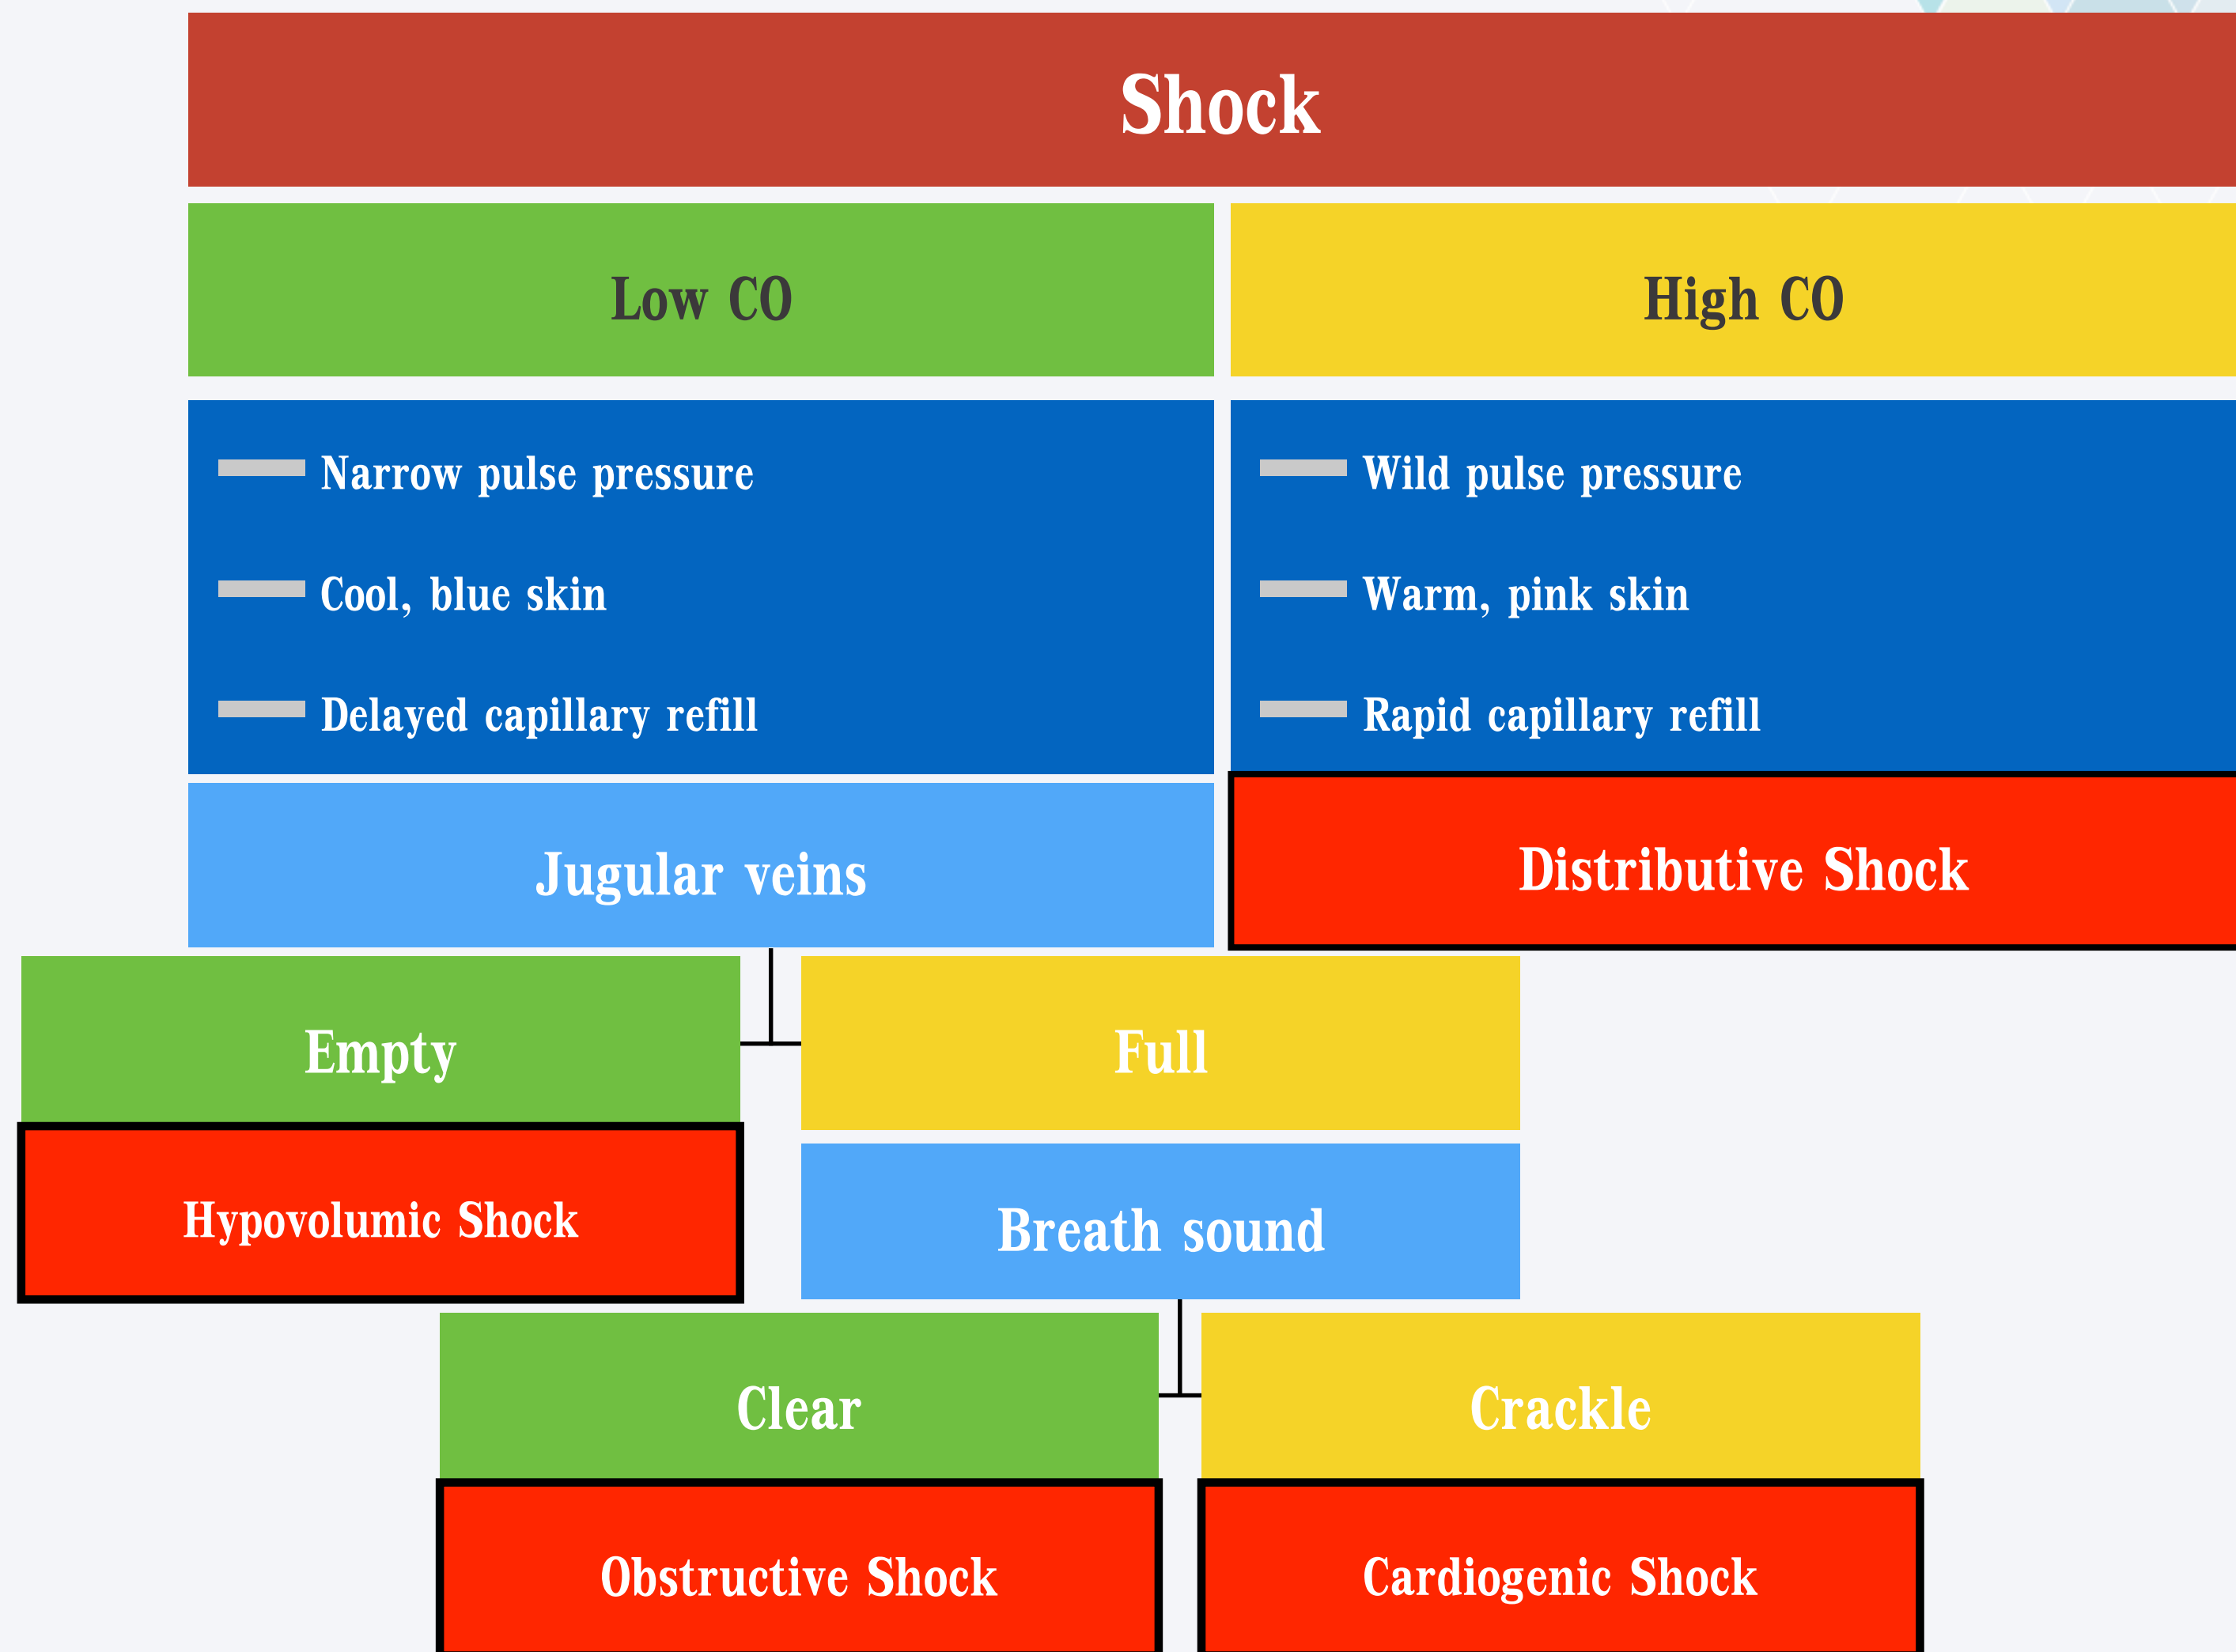 Shock
Low CO
High CO
Narrow pulse pressure
Cool, blue skin
Delayed capillary refill
Wild pulse pressure
Warm, pink skin
Rapid capillary refill
Jugular veins
Distributive Shock
Empty
Full
Hypovolumic Shock
Breath sound
Clear
Crackle
Obstructive Shock
Cardiogenic Shock